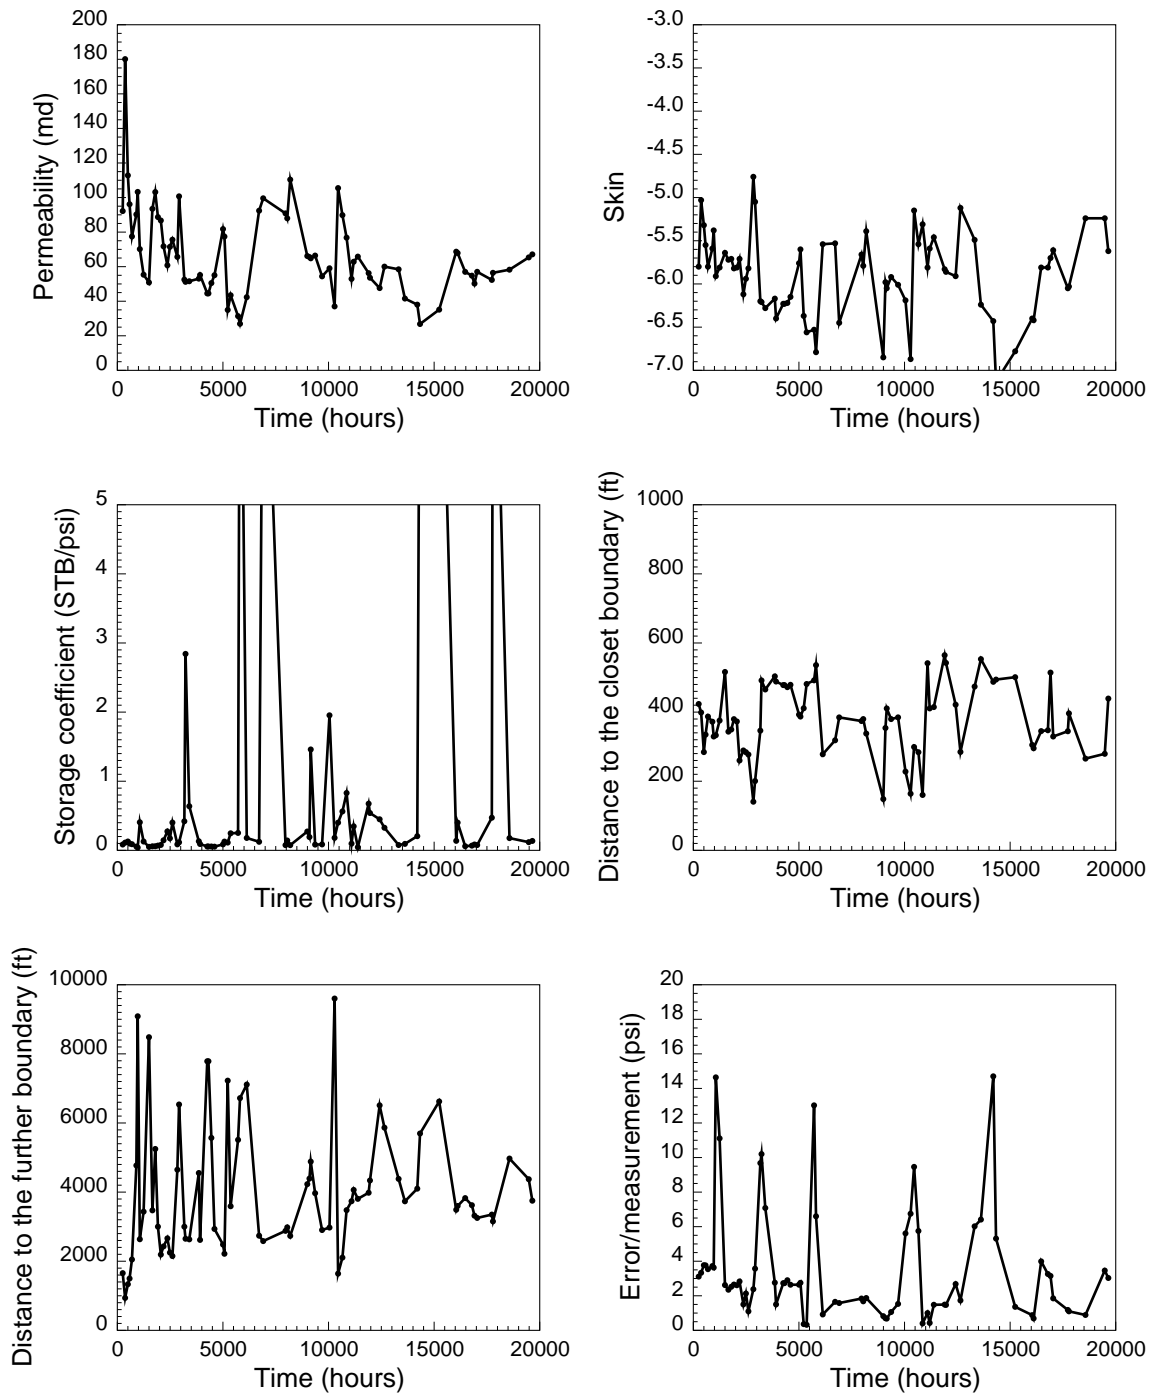 Permeability (md)
200
180
160
140
120
100
80
60
40
20
0
0 5000 10000 15000 20000
Time (hours)
Skin
-3.0
-3.5
-4.0
-4.5
-5.0
-5.5
-6.0
-6.5
-7.0
0 5000 10000 15000 20000
Time (hours)
Storage coefficient (STB/psi)
5
4
3
2
1
0
0 5000 10000 15000 20000
Time (hours)
Distance to the closet boundary (ft)
1000
800
600
400
200
0
0 5000 10000 15000 20000
Time (hours)
Distance to the further boundary (ft)
10000
8000
6000
4000
2000
0
0 5000 10000 15000 20000
Time (hours)
Error/measurement (psi)
20
18
16
14
12
10
8
6
4
2
0
0 5000 10000 15000 20000
Time (hours)